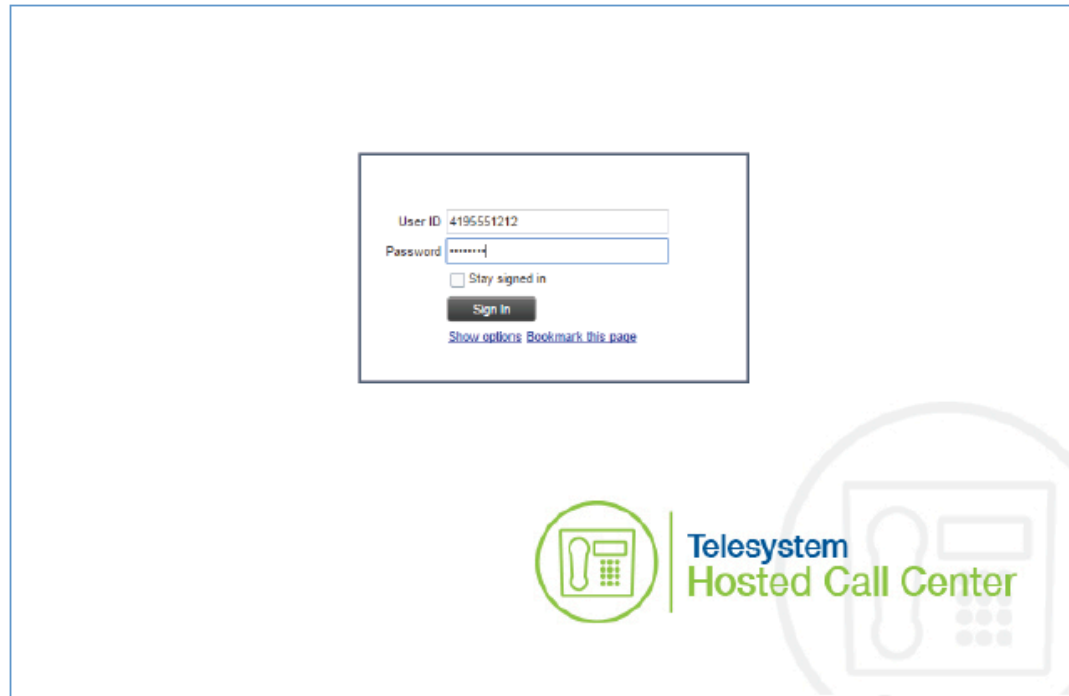 User ID 4195551212
Password ••••••••
Stay signed in
Sign In
Show options Bookmark this page
Telesystem
Hosted Call Center